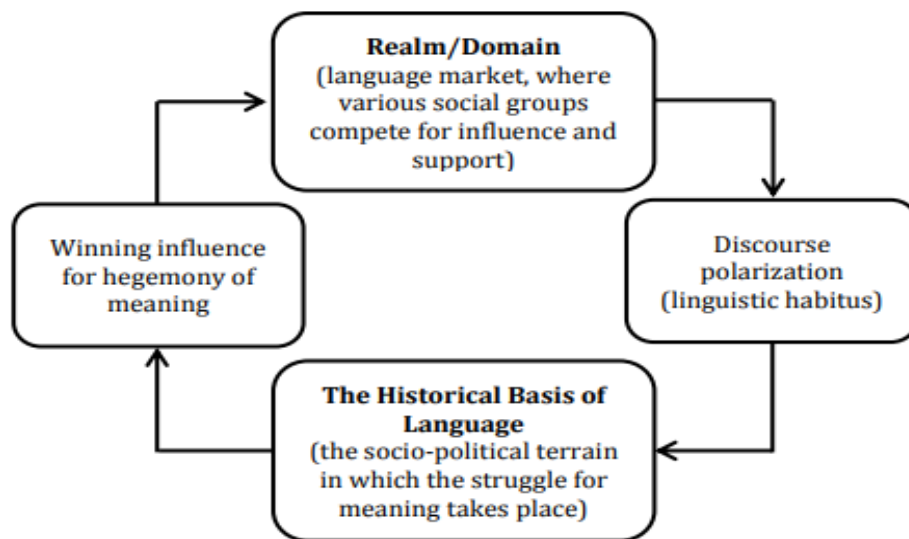 Realm/Domain
(language market, where
various social groups
compete for influence and
support)
Winning influence
for hegemony of
meaning
Discourse
polarization
(linguistic habitus)
The Historical Basis of
Language
(the socio-political terrain
in which the struggle for
meaning takes place)